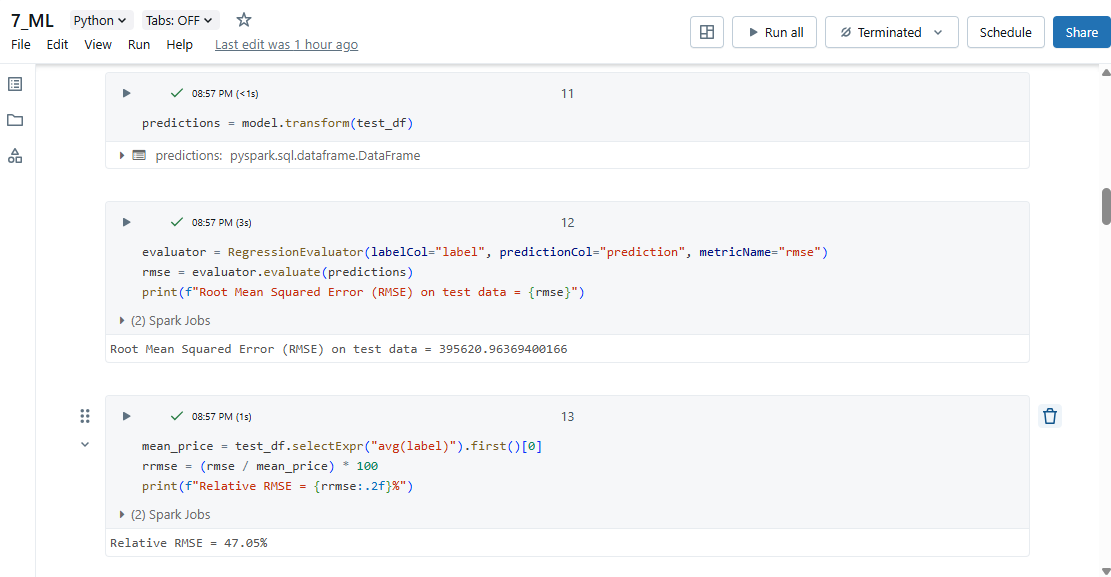 7_ML Python Tabs: OFF
File Edit View Run Help Last edit was 1 hour ago
Run all Terminated Schedule Share
08:57 PM (<1s) 11
predictions = model.transform(test_df)
predictions: pyspark.sql.dataframe.DataFrame
08:57 PM (3s) 12
evaluator = RegressionEvaluator(labelCol="label", predictionCol="prediction", metricName="rmse")
rmse = evaluator.evaluate(predictions)
print(f"Root Mean Squared Error (RMSE) on test data = {rmse}")
(2) Spark Jobs
Root Mean Squared Error (RMSE) on test data = 395620.96369400166
08:57 PM (1s) 13
mean_price = test_df.selectExpr("avg(label)").first()[0]
rrmse = (rmse / mean_price) * 100
print(f"Relative RMSE = {rrmse:.2f}%")
(2) Spark Jobs
Relative RMSE = 47.05%